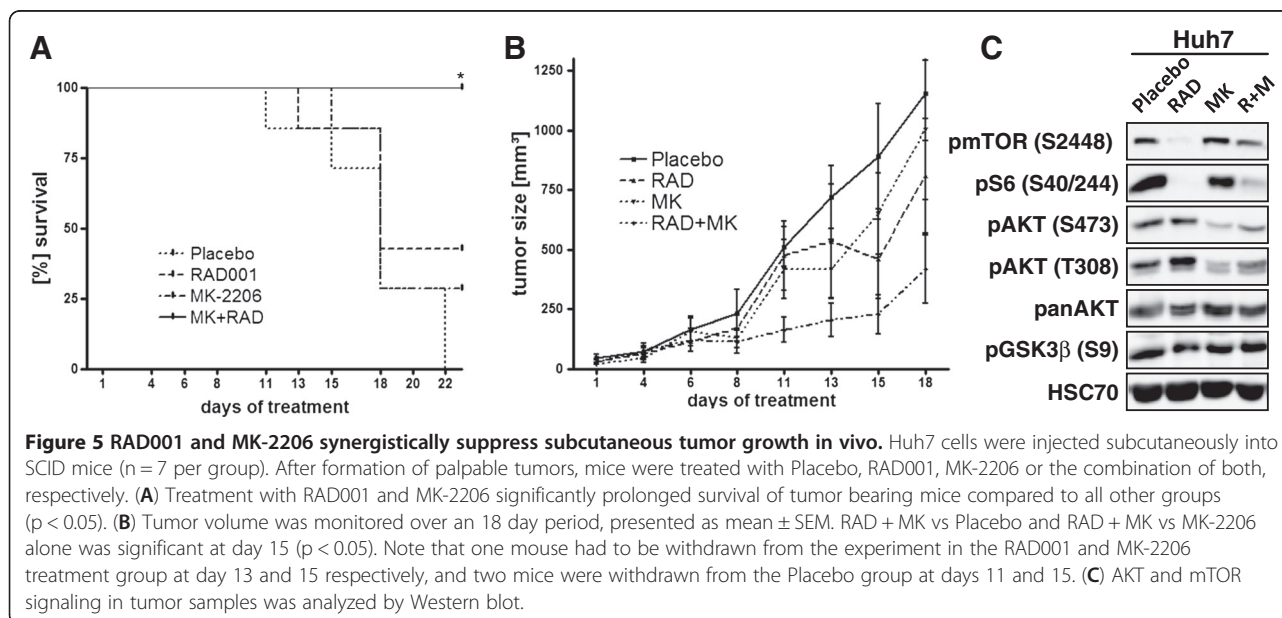 A
*
100
75
50
25
0
[%] survival
Placebo
RAD001
MK-2206
MK+RAD
1 4 6 8 11 13 15 18 20 22
days of treatment
B
1250
1000
750
500
250
0
tumor size [mm³]
Placebo
RAD
MK
RAD+MK
1 4 6 8 11 13 15 18
days of treatment
C
Huh7
Placebo RAD MK R+M
pmTOR (S2448)
pS6 (S40/244)
pAKT (S473)
pAKT (T308)
panAKT
pGSK3β (S9)
HSC70
Figure 5 RAD001 and MK-2206 synergistically suppress subcutaneous tumor growth in vivo. Huh7 cells were injected subcutaneously into
SCID mice (n = 7 per group). After formation of palpable tumors, mice were treated with Placebo, RAD001, MK-2206 or the combination of both,
respectively. (A) Treatment with RAD001 and MK-2206 significantly prolonged survival of tumor bearing mice compared to all other groups
(p < 0.05). (B) Tumor volume was monitored over an 18 day period, presented as mean ± SEM. RAD + MK vs Placebo and RAD + MK vs MK-2206
alone was significant at day 15 (p < 0.05). Note that one mouse had to be withdrawn from the experiment in the RAD001 and MK-2206
treatment group at day 13 and 15 respectively, and two mice were withdrawn from the Placebo group at days 11 and 15. (C) AKT and mTOR
signaling in tumor samples was analyzed by Western blot.